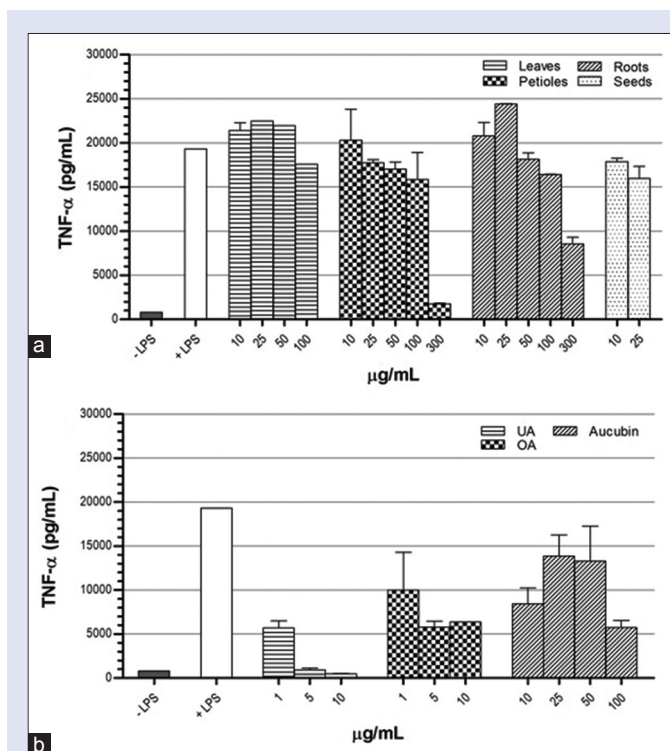 30000
25000
20000
15000
10000
5000
0
TNF-α (pg/mL)
Leaves Roots
Petioles Seeds
- LPS + LPS 10 25 50 100 10 25 50 100 300 10 25 50 100 300 10 25
µg/mL
a
30000
25000
20000
15000
10000
5000
0
TNF-α (pg/mL)
UA Aucubin
OA
- LPS + LPS 1 5 10 1 5 10 10 25 50 100
µg/mL
b